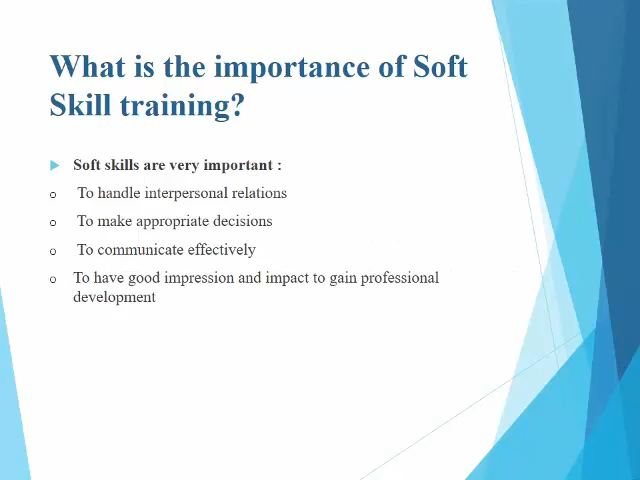 What is the importance of Soft
Skill training?
Soft skills are very important :
o To handle interpersonal relations
o To make appropriate decisions
o To communicate effectively
o To have good impression and impact to gain professional
development